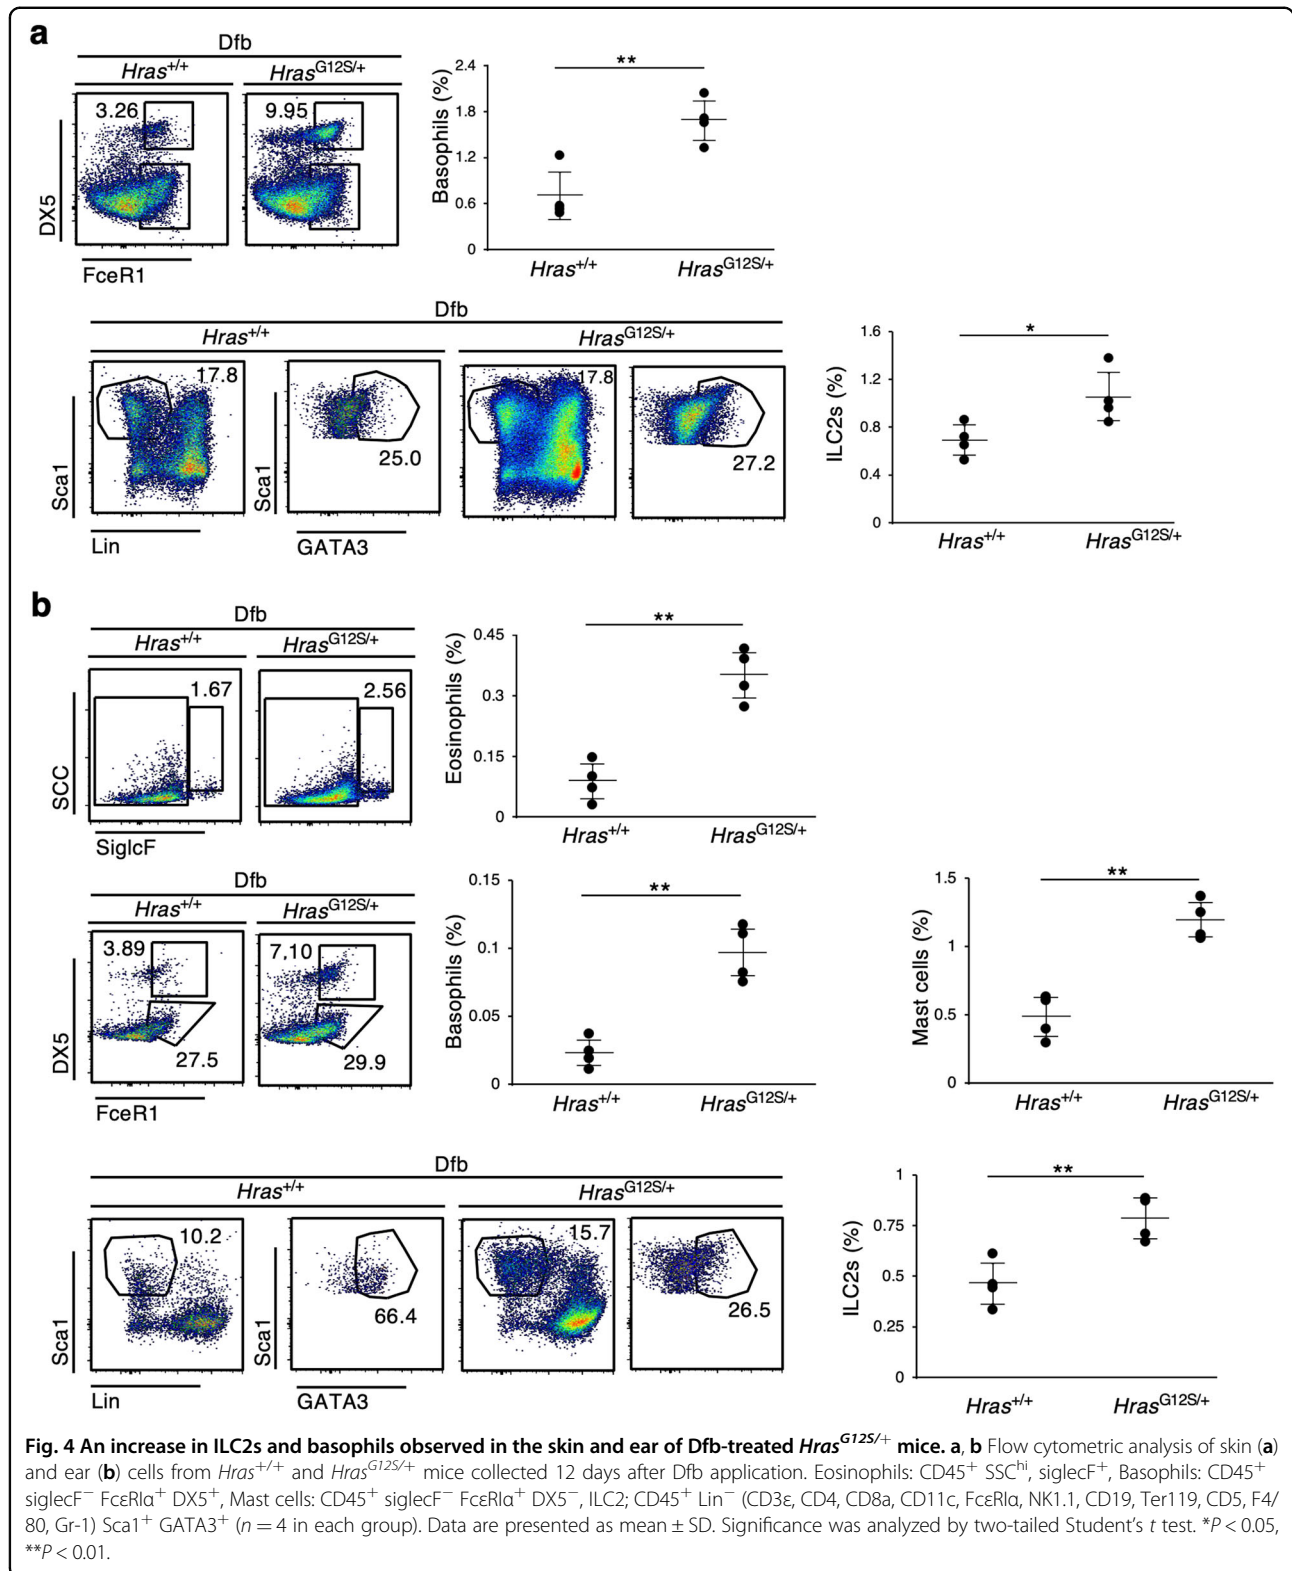 a
Dfb
Hras+/+ HrasG12S/+
3.26 9.95
DX5
FceR1
**
Basophils (%)
2.4
1.8
1.2
0.6
0
Hras+/+ HrasG12S/+
Dfb
Hras+/+ HrasG12S/+
17.8 25.0 17.8 27.2
Sca1 Sca1
Lin GATA3
*
ILC2s (%)
1.6
1.2
0.8
0.4
0
Hras+/+ HrasG12S/+
b
Dfb
Hras+/+ HrasG12S/+
1.67 2.56
SCC
SiglcF
**
Eosinophils (%)
0.45
0.3
0.15
0
Hras+/+ HrasG12S/+
Dfb
Hras+/+ HrasG12S/+
3.89 7,10
27.5 29.9
DX5
FceR1
**
Basophils (%)
0.15
0.1
0.05
0
Hras+/+ HrasG12S/+
**
Mast cells (%)
1.5
1
0.5
0
Hras+/+ HrasG12S/+
Dfb
Hras+/+ HrasG12S/+
10.2 66.4 15.7 26.5
Sca1 Sca1
Lin GATA3
**
ILC2s (%)
1
0.75
0.5
0.25
0
Hras+/+ HrasG12S/+
Fig. 4 An increase in ILC2s and basophils observed in the skin and ear of Dfb-treated HrasG12S/+ mice. a, b Flow cytometric analysis of skin (a)
and ear (b) cells from Hras+/+ and HrasG12S/+ mice collected 12 days after Dfb application. Eosinophils: CD45+ SSChi, siglecF+, Basophils: CD45+
siglecF− FcεRIα+ DX5+, Mast cells: CD45+ siglecF− FcεRIα+ DX5−, ILC2; CD45+ Lin− (CD3ε, CD4, CD8a, CD11c, FcεRIα, NK1.1, CD19, Ter119, CD5, F4/
80, Gr-1) Sca1+ GATA3+ (n = 4 in each group). Data are presented as mean ± SD. Significance was analyzed by two-tailed Student's t test. *P < 0.05,
**P < 0.01.